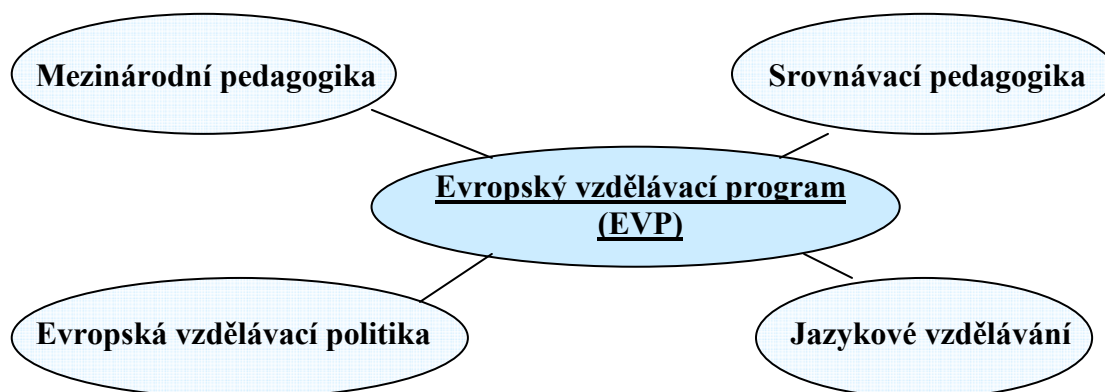 Mezinárodní pedagogika
Srovnávací pedagogika
Evropský vzdělávací program
(EVP)
Evropská vzdělávací politika
Jazykové vzdělávání